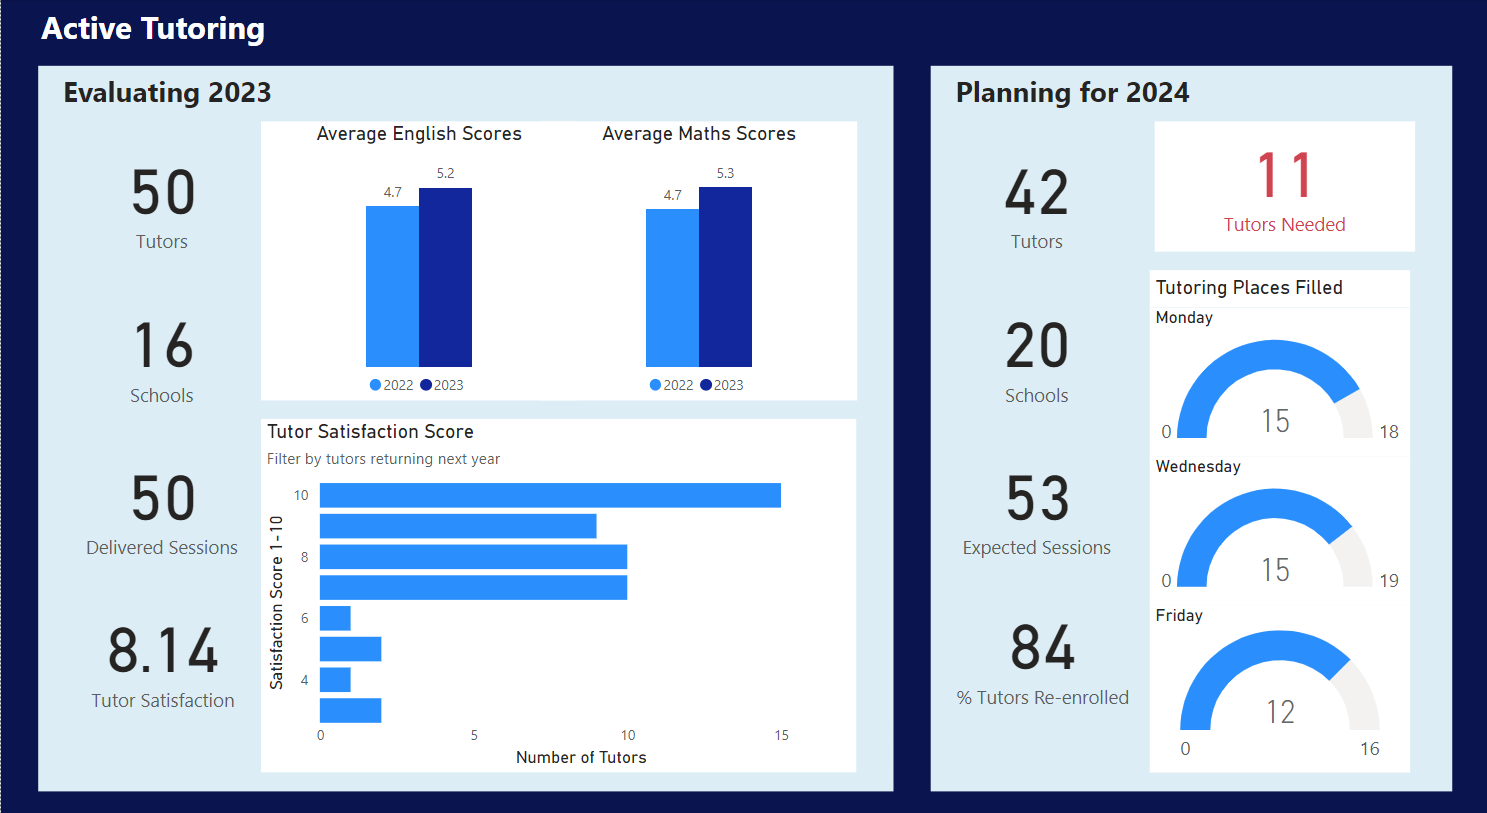 Active Tutoring
Evaluating 2023
50
Tutors
16
Schools
50
Delivered Sessions
8.14
Tutor Satisfaction
Average English Scores
4.7
5.2
2022 2023
Average Maths Scores
4.7
5.3
2022 2023
Tutor Satisfaction Score
Filter by tutors returning next year
Satisfaction Score 1-10
10
8
6
4
0 5 10 15
Number of Tutors
Planning for 2024
42
Tutors
20
Schools
53
Expected Sessions
84
% Tutors Re-enrolled
11
Tutors Needed
Tutoring Places Filled
Monday
15
0 18
Wednesday
15
0 19
Friday
12
0 16